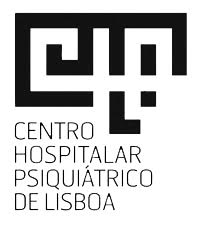 CENTRO
HOSPITALAR
PSIQUIÁTRICO
DE LISBOA